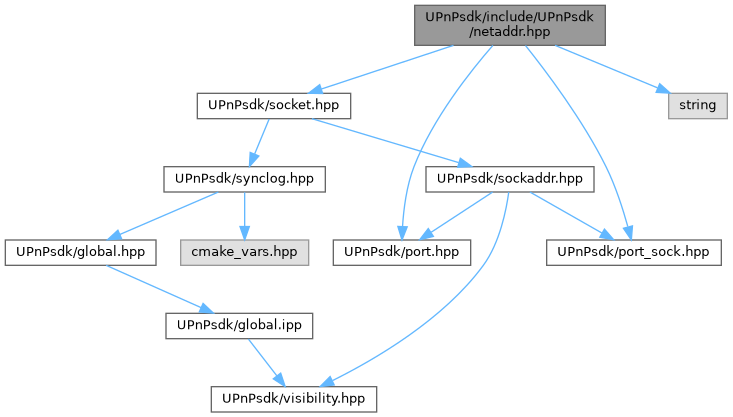 UPnPsdk/include/UPnPsdk
/netaddr.hpp
UPnPsdk/socket.hpp
string
UPnPsdk/synclog.hpp
UPnPsdk/sockaddr.hpp
UPnPsdk/global.hpp
cmake_vars.hpp
UPnPsdk/port.hpp
UPnPsdk/port_sock.hpp
UPnPsdk/global.ipp
UPnPsdk/visibility.hpp